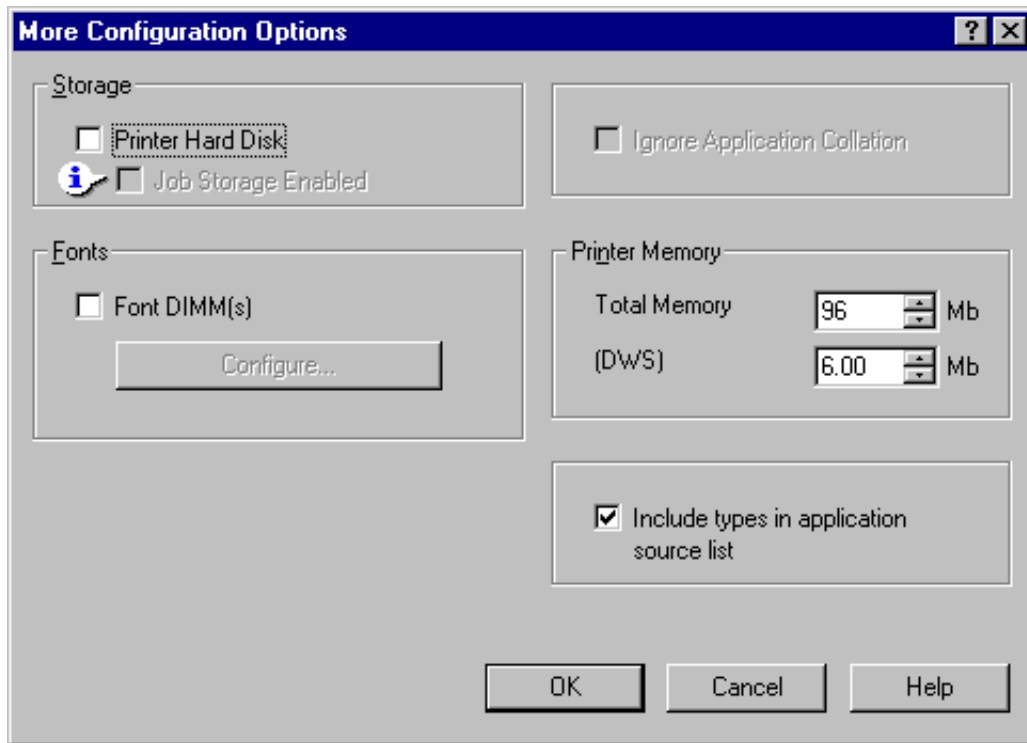 More Configuration Options
Storage
Printer Hard Disk
Job Storage Enabled
Ignore Application Collation
Fonts
Font DIMM(s)
Configure...
Printer Memory
Total Memory 96 Mb
(DWS) 6.00 Mb
Include types in application
source list
OK Cancel Help